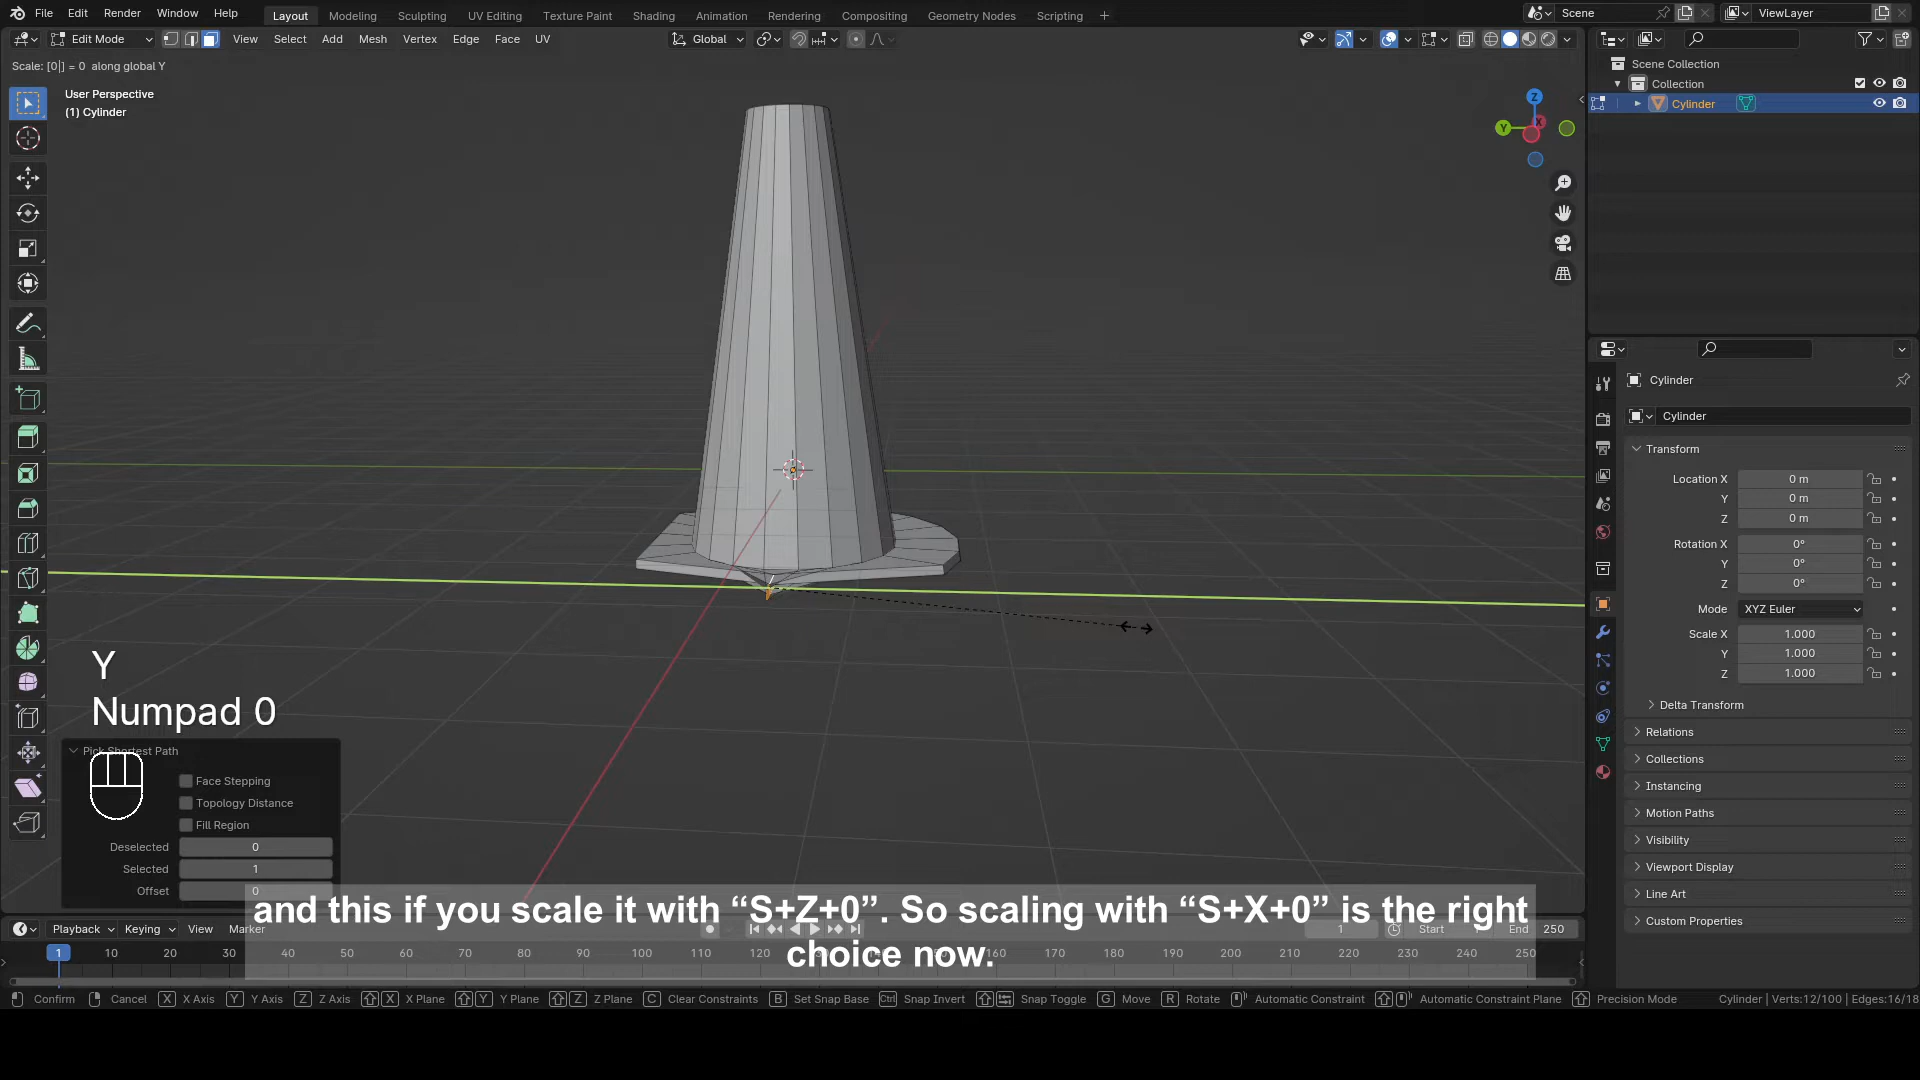 File Edit Render Window Help Layout Modeling Sculpting UV Editing Texture Paint Shading Animation Rendering Compositing Geometry Nodes Scripting + Scene ViewLayer
Edit Mode View Select Add Mesh Vertex Edge Face UV Global
Scale: [0|] = 0 along global Y
User Perspective
(1) Cylinder
Scene Collection
Collection
Cylinder
Z
Y
X
Cylinder
Cylinder
Transform
Location X 0 m
Y 0 m
Z 0 m
Rotation X 0°
Y 0°
Z 0°
Mode XYZ Euler
Scale X 1.000
Y 1.000
Z 1.000
Delta Transform
Relations
Collections
Instancing
Motion Paths
Visibility
Viewport Display
Line Art
Custom Properties
Y
Numpad 0
Pick Shortest Path
Face Stepping
Topology Distance
Fill Region
Deselected 0
Selected 1
Offset 0
and this if you scale it with “S+Z+0”. So scaling with “S+X+0” is the right
choice now.
Playback Keying View Marker 1 Start 1 End 250
1 10 20 30 40 50 60 70 80 90 100 110 120 130 140 150 160 170 180 190 200 210 220 230 240 250
Confirm Cancel X X Axis Y Y Axis Z Z Axis X X Plane Y Y Plane Z Z Plane C Clear Constraints B Set Snap Base Ctrl Snap Invert Snap Toggle G Move R Rotate Automatic Constraint Automatic Constraint Plane Precision Mode Cylinder | Verts:12/100 | Edges:16/18